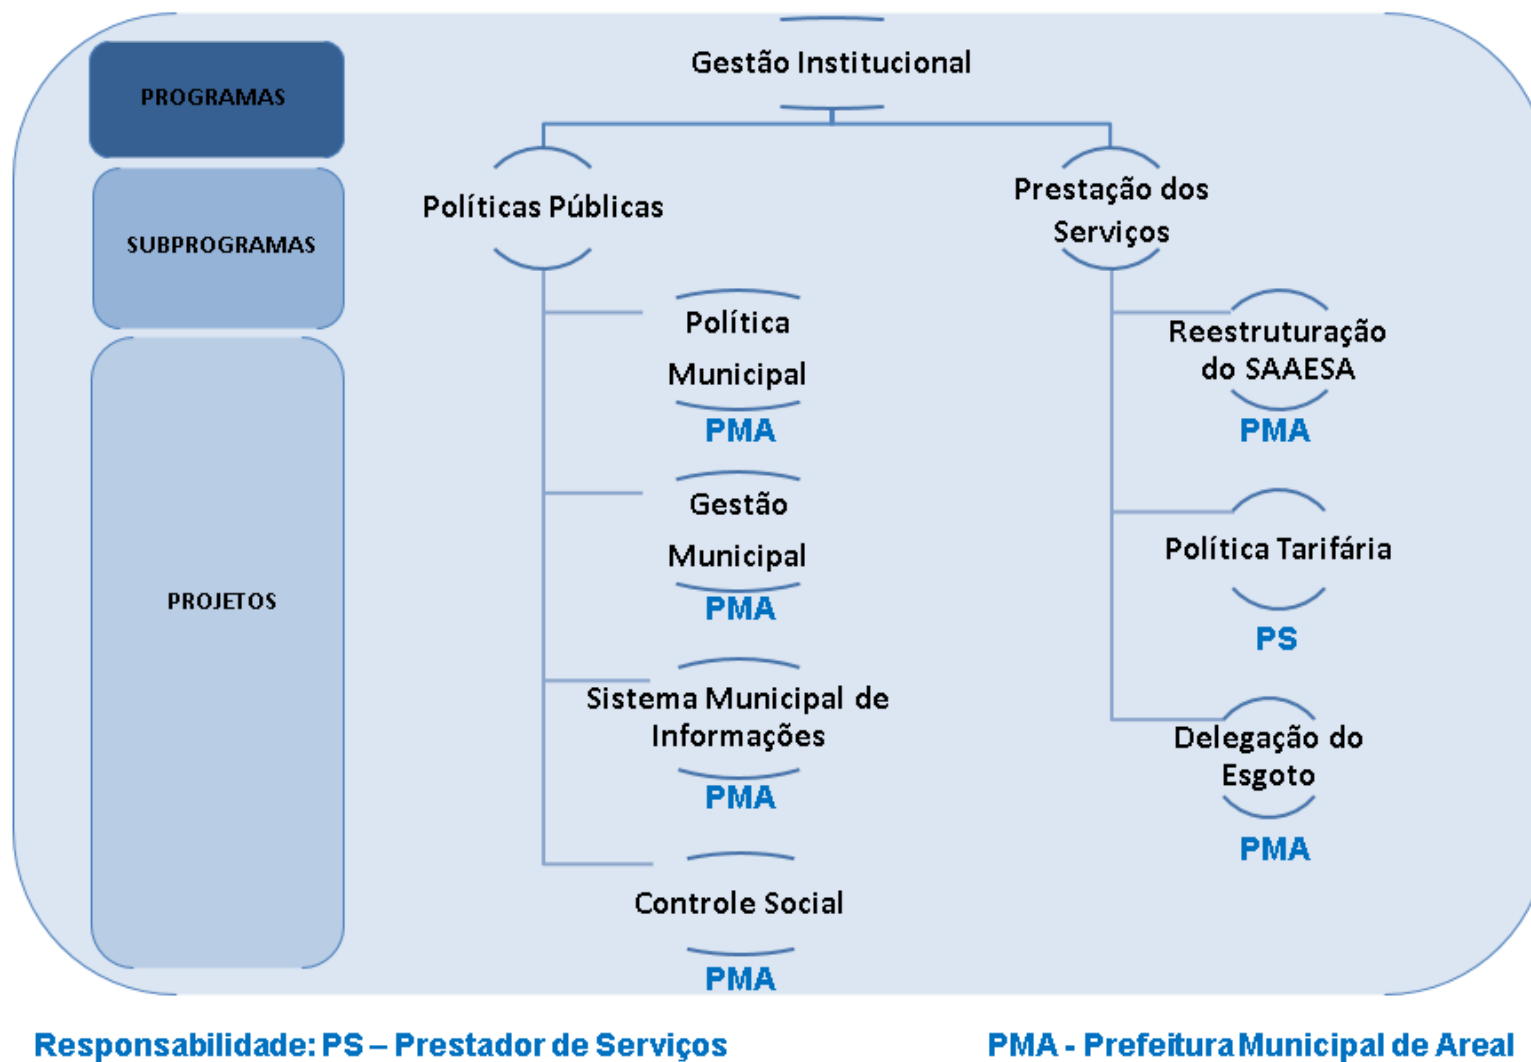 PROGRAMAS
SUBPROGRAMAS
PROJETOS
Gestão Institucional
Políticas Públicas
Política
Municipal
PMA
Gestão
Municipal
PMA
Sistema Municipal de
Informações
PMA
Controle Social
PMA
Prestação dos
Serviços
Reestruturação
do SAAESA
PMA
Política Tarifária
PS
Delegação do
Esgoto
PMA
Responsabilidade: PS – Prestador de Serviços
PMA - Prefeitura Municipal de Areal